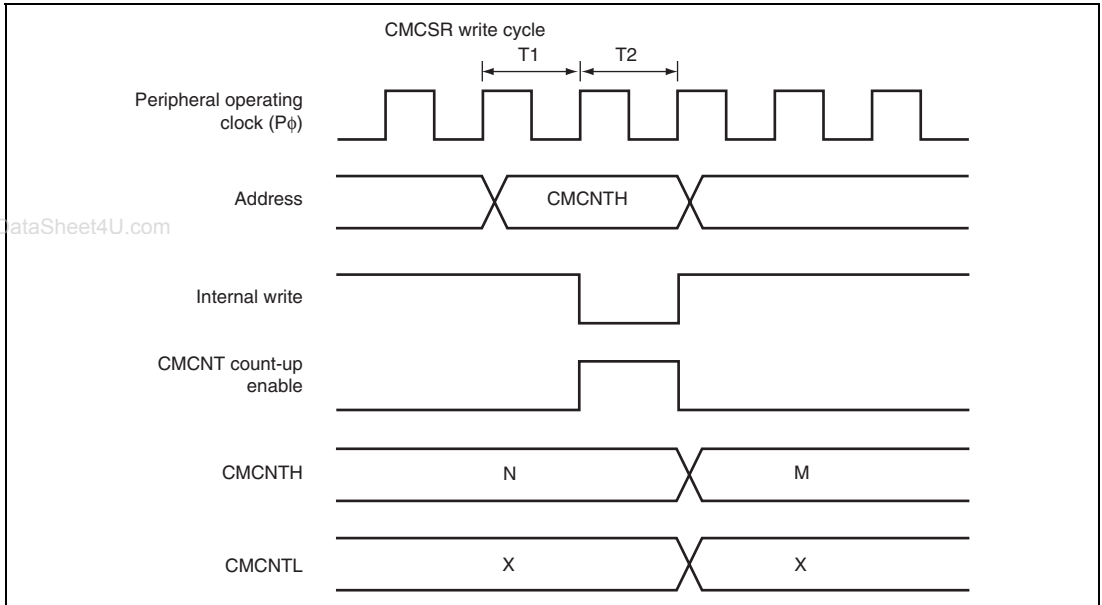 CMCSR write cycle
T1 T2
Peripheral operating
clock (Pϕ)
Address CMCNTH
DataSheet4U.com
Internal write
CMCNT count-up
enable
CMCNTH N M
CMCNTL X X